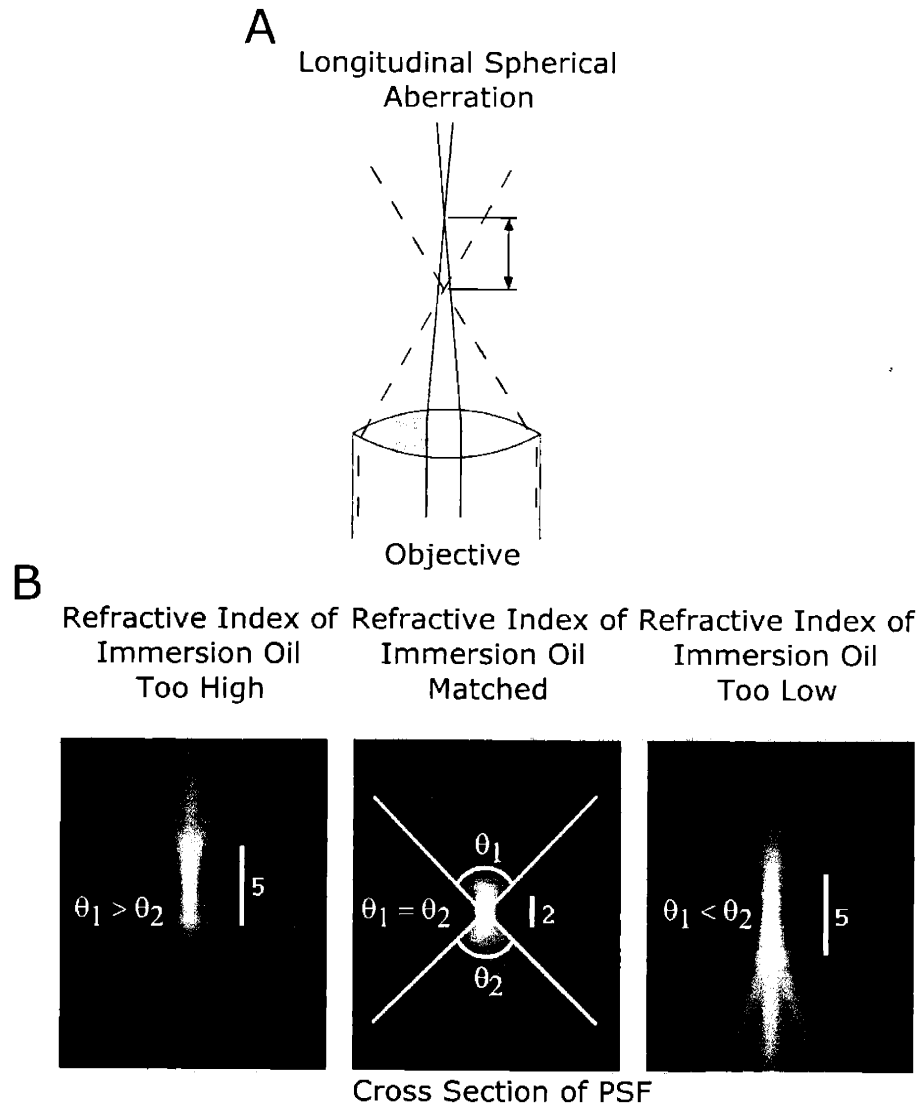 A
Longitudinal Spherical
Aberration
Objective
B
Refractive Index of
Immersion Oil
Too High
Refractive Index of
Immersion Oil
Matched
Refractive Index of
Immersion Oil
Too Low
θ1 > θ2
5
θ1
θ1 = θ2
2
θ2
θ1 < θ2
5
Cross Section of PSF